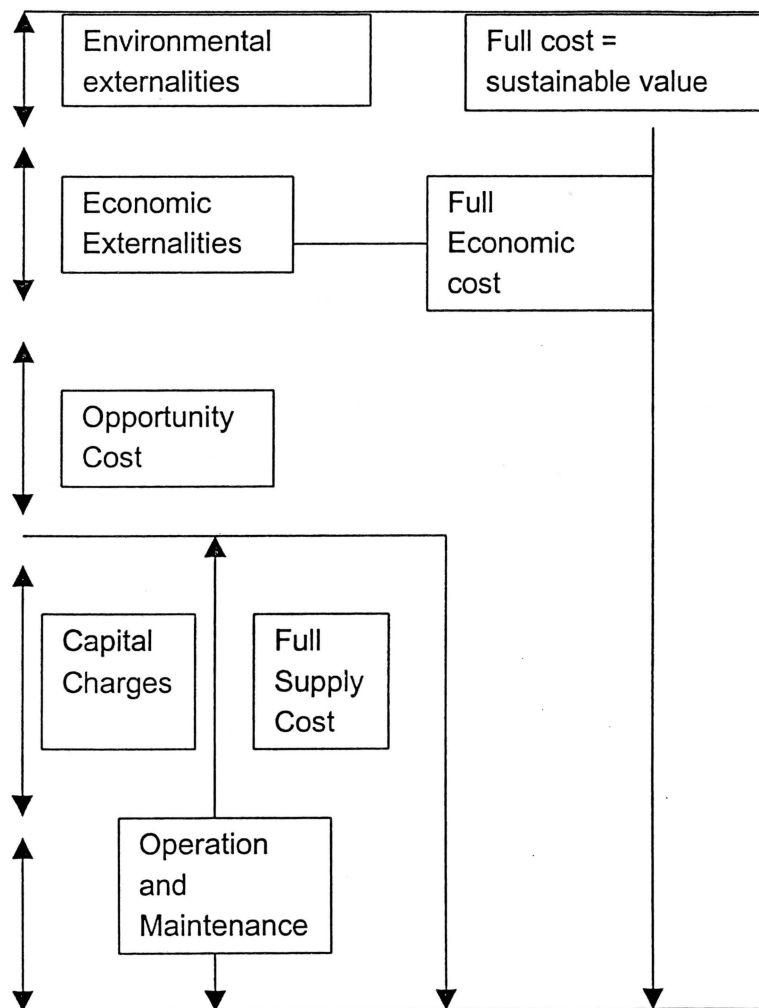 Environmental
externalities
Full cost =
sustainable value
Economic
Externalities
Full
Economic
cost
Opportunity
Cost
Capital
Charges
Full
Supply
Cost
Operation
and
Maintenance